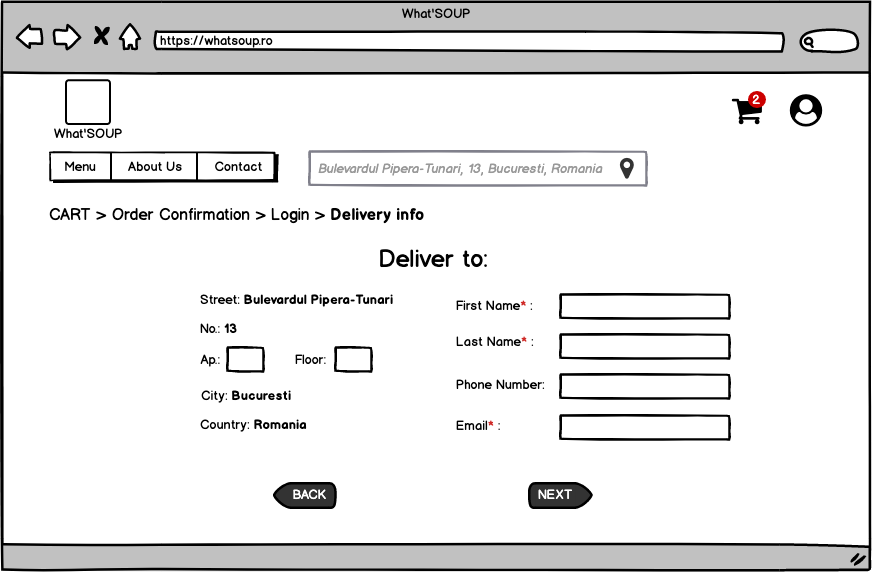 What'SOUP
https://whatsoup.ro
2
What'SOUP
Menu About Us Contact
Bulevardul Pipera-Tunari, 13, Bucuresti, Romania
CART > Order Confirmation > Login > Delivery info
Deliver to:
Street: Bulevardul Pipera-Tunari
No.: 13
Ap.: Floor:
City: Bucuresti
Country: Romania
First Name* :
Last Name* :
Phone Number:
Email* :
BACK
NEXT